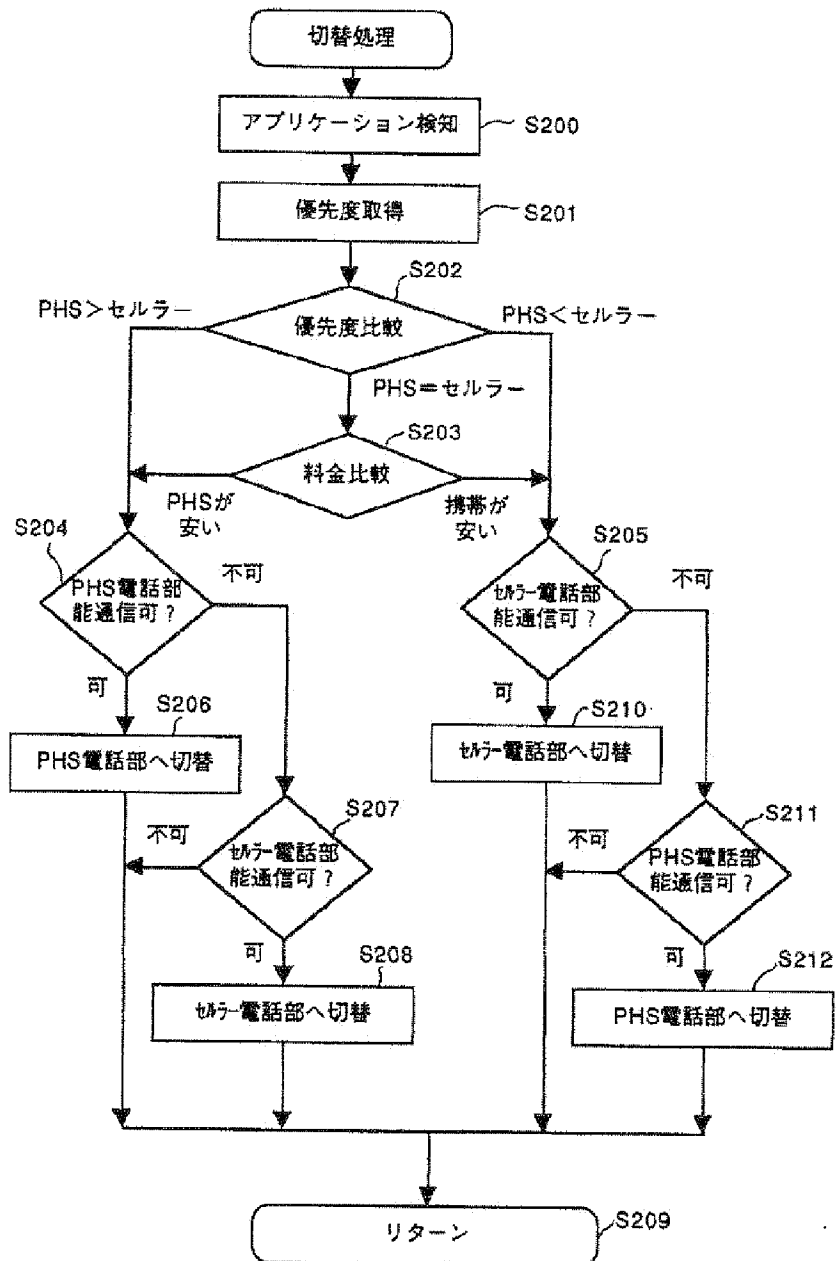 切替処理
アプリケーション検知
S200
優先度取得
S201
S202
PHS>セルラー
優先度比較
PHS<セルラー
PHS=セルラー
S203
料金比較
PHSが
安い
携帯が
安い
S204
PHS電話部
能通信可？
不可
可
S205
セルラー電話部
能通信可？
不可
可
S206
PHS電話部へ切替
S210
セルラー電話部へ切替
S207
不可
セルラー電話部
能通信可？
可
S211
不可
PHS電話部
能通信可？
可
S208
セルラー電話部へ切替
S212
PHS電話部へ切替
リターン
S209